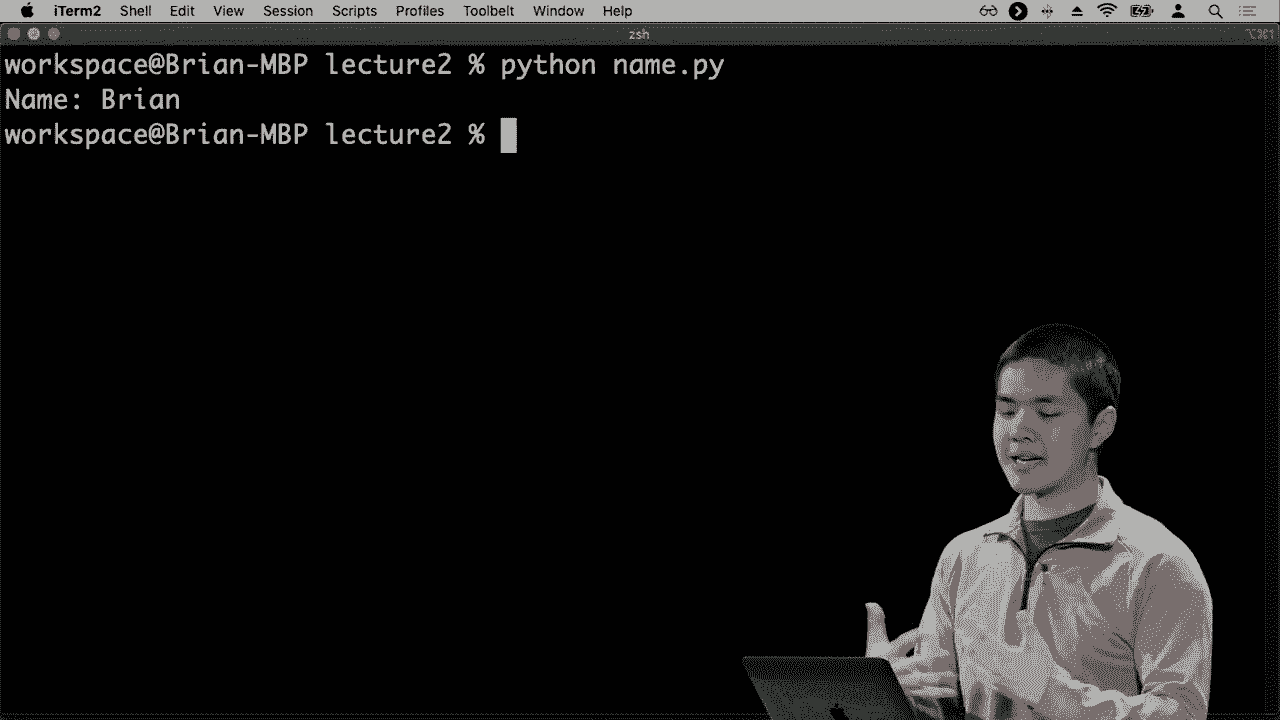 iTerm2 Shell Edit View Session Scripts Profiles Toolbelt Window Help
zsh
workspace@Brian-MBP lecture2 % python name.py
Name: Brian
workspace@Brian-MBP lecture2 %